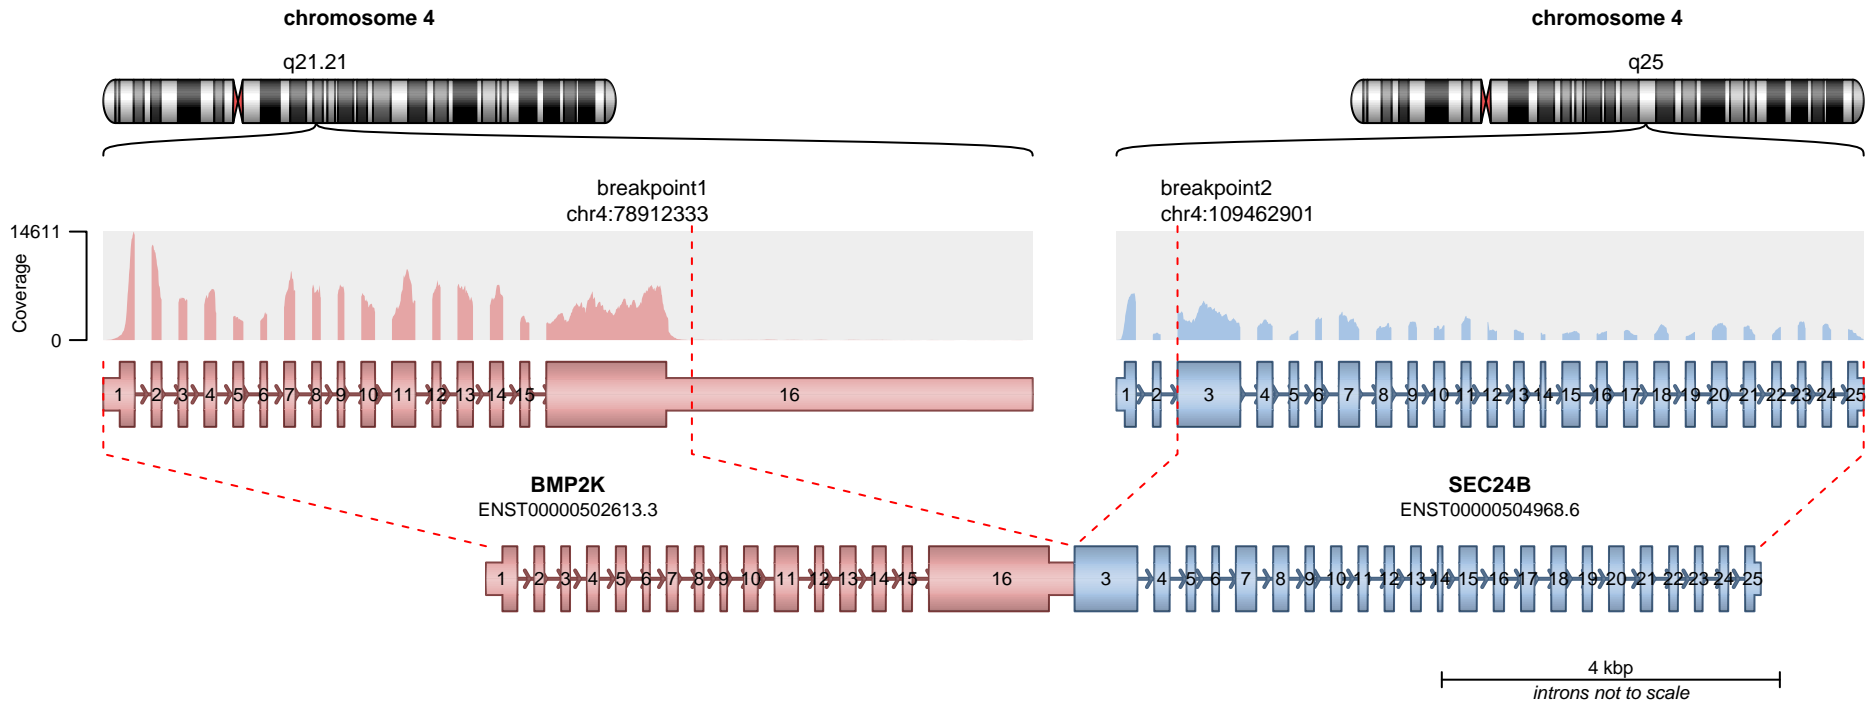 chromosome 4
chromosome 4
q21.21
q25
breakpoint1
chr4:78912333
breakpoint2
chr4:109462901
14611
Coverage
0
1 2 3 4 5 6 7 8 9 10 11 12 13 14 15 16
1 2 3 4 5 6 7 8 9 10 11 12 13 14 15 16 17 18 19 20 21 22 23 24 25
BMP2K
ENST00000502613.3
SEC24B
ENST00000504968.6
1 2 3 4 5 6 7 8 9 10 11 12 13 14 15 16 3 4 5 6 7 8 9 10 11 12 13 14 15 16 17 18 19 20 21 22 23 24 25
4 kbp
introns not to scale